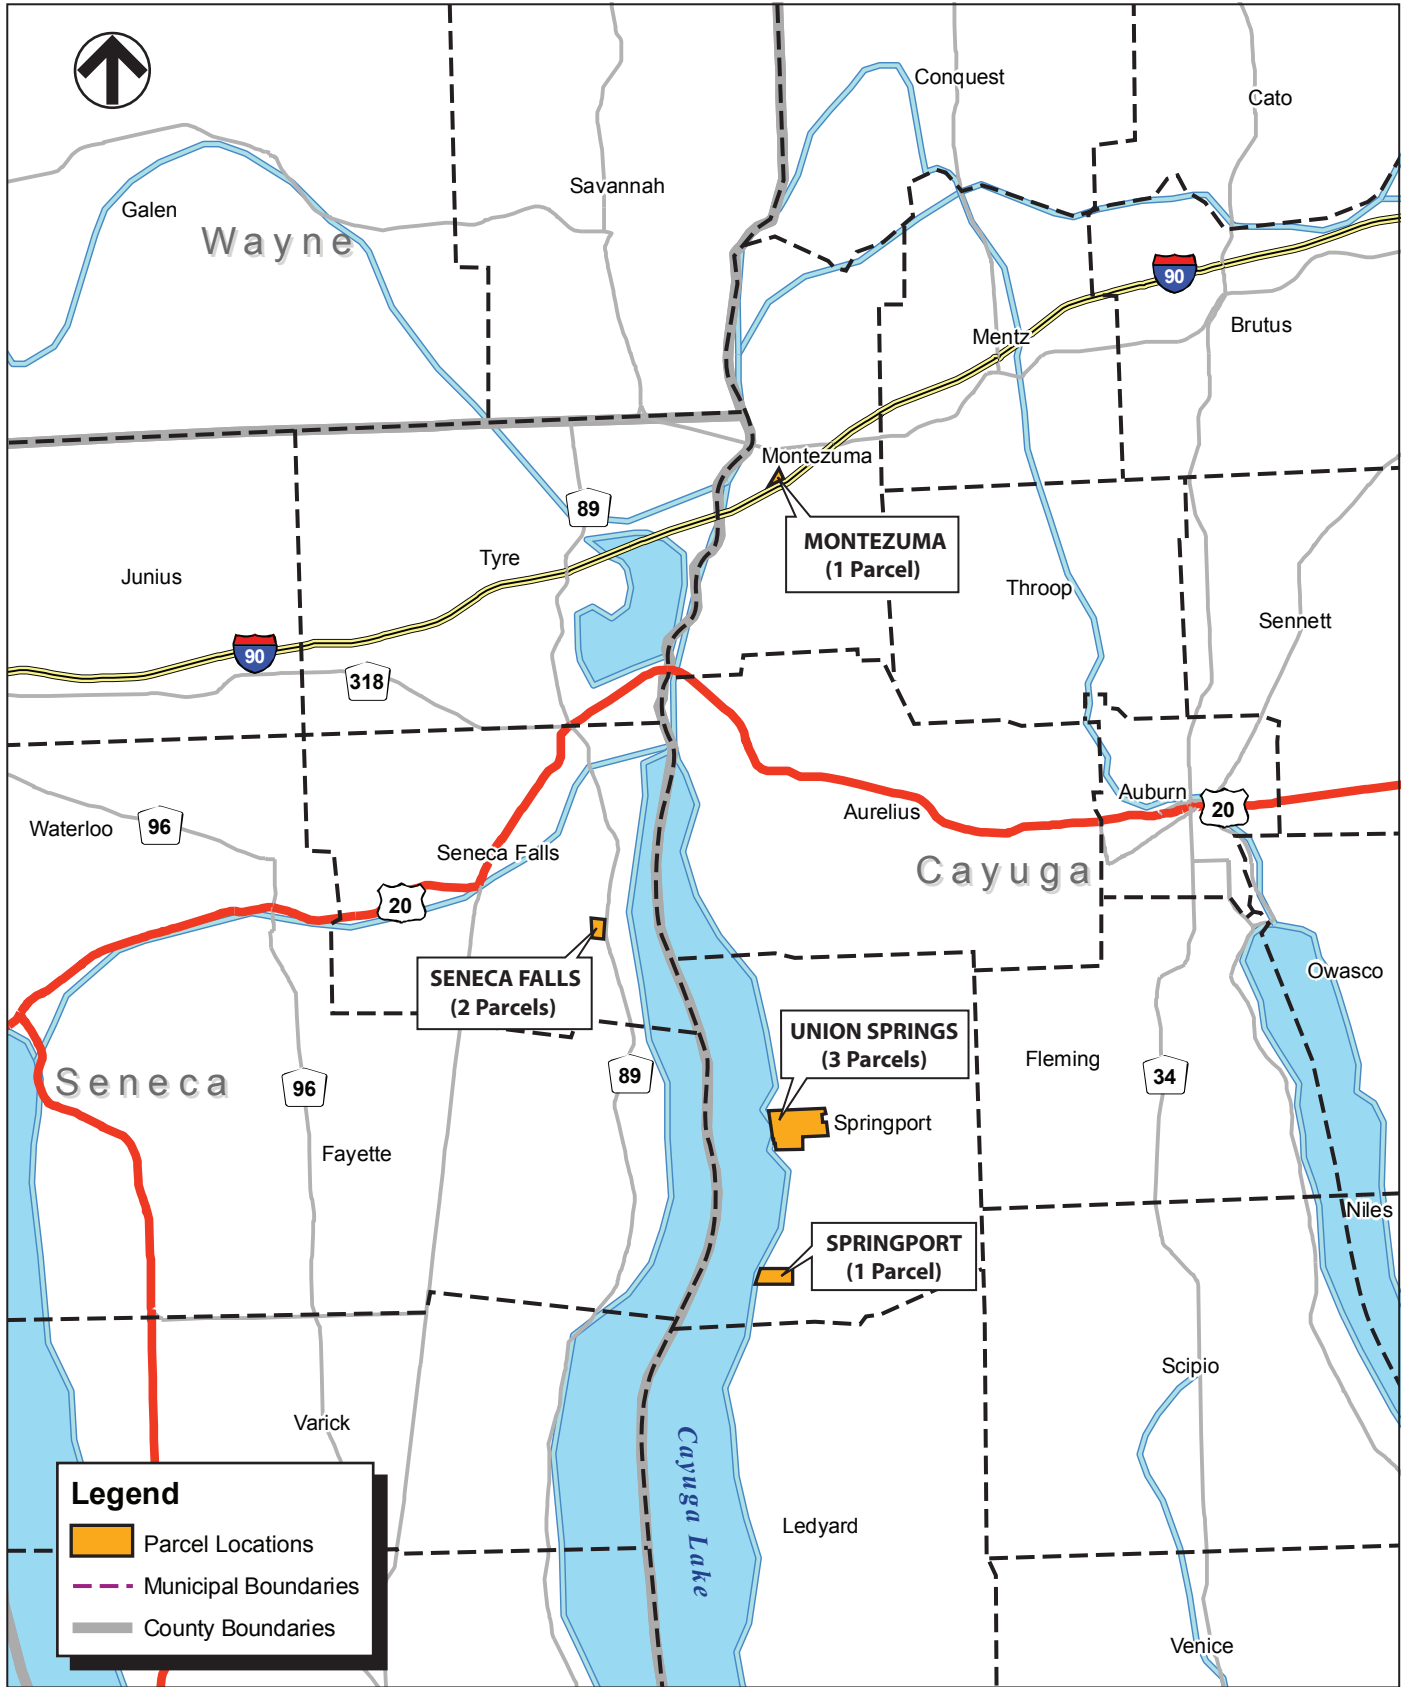 Conquest
Cato
Savannah
Galen
Wayne
90
Brutus
Mentz
Montezuma
89
MONTEZUMA
(1 Parcel)
Tyre
Junius
Throop
Sennett
90
318
Auburn
20
Aurelius
Waterloo
96
Seneca Falls
Cayuga
20
SENECA FALLS
(2 Parcels)
Owasco
UNION SPRINGS
(3 Parcels)
Fleming
34
89
Seneca
96
Springport
Fayette
Niles
SPRINGPORT
(1 Parcel)
Scipio
Varick
Cayuga Lake
Legend
Parcel Locations
Municipal Boundaries
County Boundaries
Ledyard
Venice